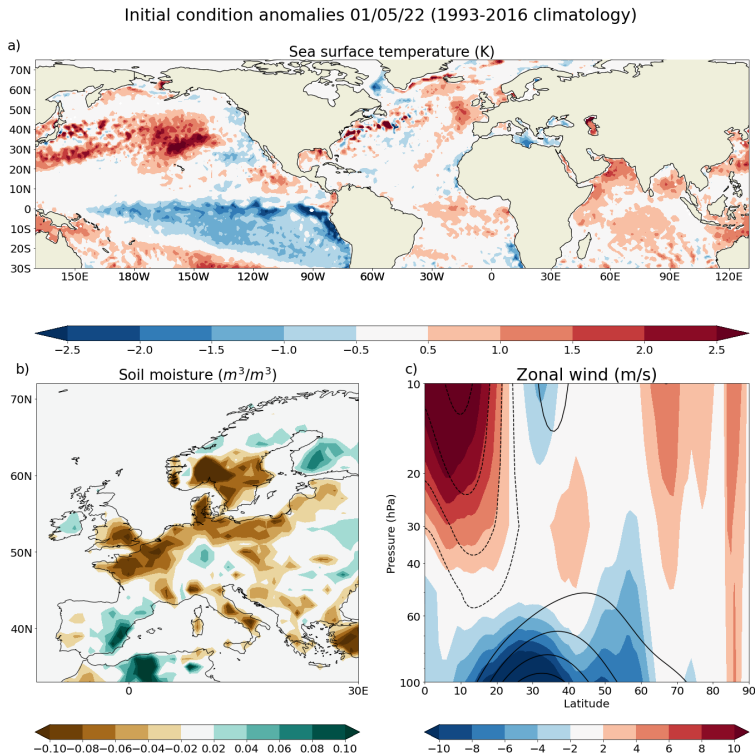 Initial condition anomalies 01/05/22 (1993-2016 climatology)
a)
Sea surface temperature (K)
70N
60N
50N
40N
30N
20N
10N
0
10S
20S
30S
150W 120W 90W 60W 30W 0 30E 60E 90E 120E
−2.5 −2.0 −1.5 −1.0 −0.5 0.5 1.0 1.5 2.0 2.5
b)
Soil moisture (m³/m³)
70N
60N
50N
40N
0 30E
−0.10 −0.08 −0.06 −0.04 −0.02 0.02 0.04 0.06 0.08 0.10
c)
Zonal wind (m/s)
Pressure (hPa)
10
20
30
40
60
100
0 10 20 30 40 50 60 70 80 90
Latitude
−10 −8 −6 −4 −2 2 4 6 8 10